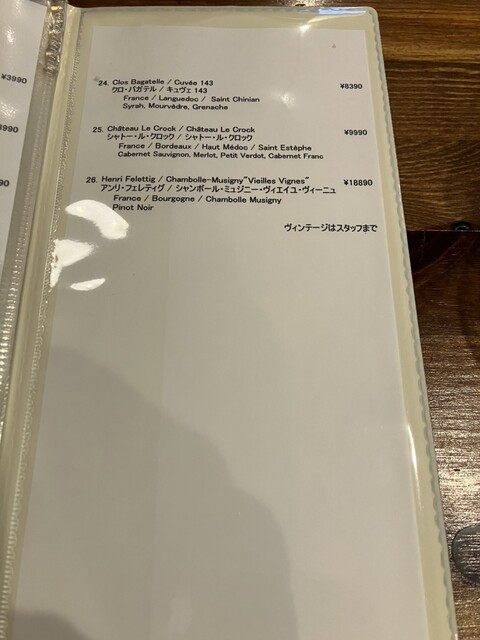 ¥3990
990
90
24. Clos Bagatelle / Cuvée 143 ¥8390
クロ・バガテル / キュヴェ 143
France / Languedoc / Saint Chinian
Syrah, Mourvèdre, Grenache
25. Château Le Crock / Château Le Crock ¥9990
シャトー・ル・クロック / シャトー・ル・クロック
France / Bordeaux / Haut Médoc / Saint Estèphe
Cabernet Sauvignon, Merlot, Petit Verdot, Cabernet Franc
26. Henri Felettig / Chambolle-Musigny"Vieilles Vignes" ¥18890
アンリ・フェレティグ / シャンボール・ミュジニー・ヴィエイユ・ヴィーニュ
France / Bourgogne / Chambolle Musigny
Pinot Noir
ヴィンテージはスタッフまで